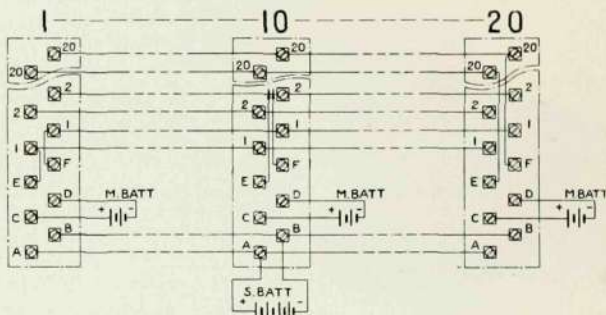 1 10 20
20 20 20
20 20 20
2 2 2
2 2 2
1 1 1
1 1 1
F F F
E E E
D M.BATT D M.BATT D M.BATT
C + - C + - C + -
B B B
A A A
S.BATT
+ -